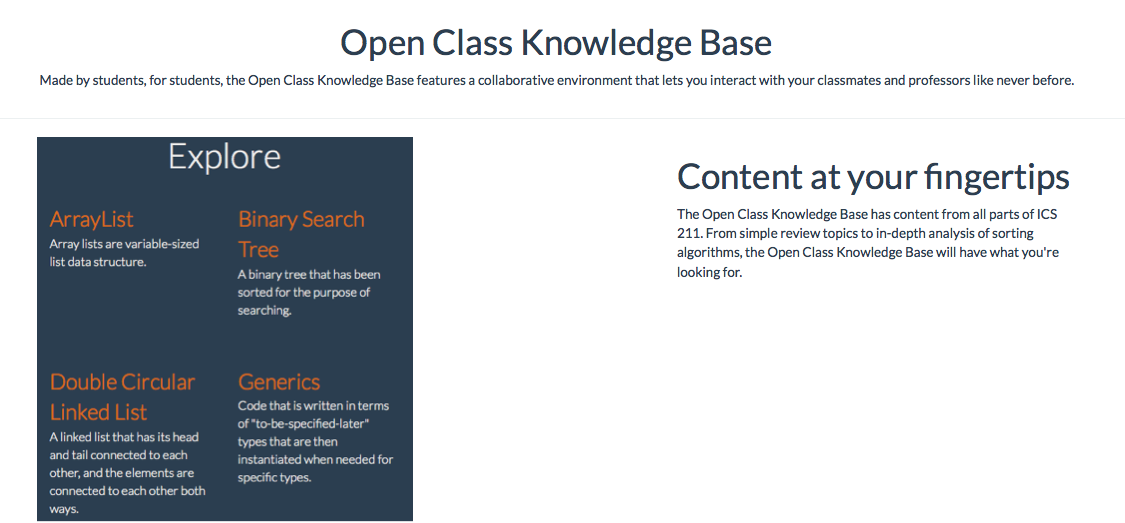 Open Class Knowledge Base
Made by students, for students, the Open Class Knowledge Base features a collaborative environment that lets you interact with your classmates and professors like never before.
Explore
ArrayList
Array lists are variable-sized
list data structure.
Binary Search
Tree
A binary tree that has been
sorted for the purpose of
searching.
Double Circular
Linked List
A linked list that has its head
and tail connected to each
other, and the elements are
connected to each other both
ways.
Generics
Code that is written in terms
of "to-be-specified-later"
types that are then
instantiated when needed for
specific types.
Content at your fingertips
The Open Class Knowledge Base has content from all parts of ICS
211. From simple review topics to in-depth analysis of sorting
algorithms, the Open Class Knowledge Base will have what you're
looking for.